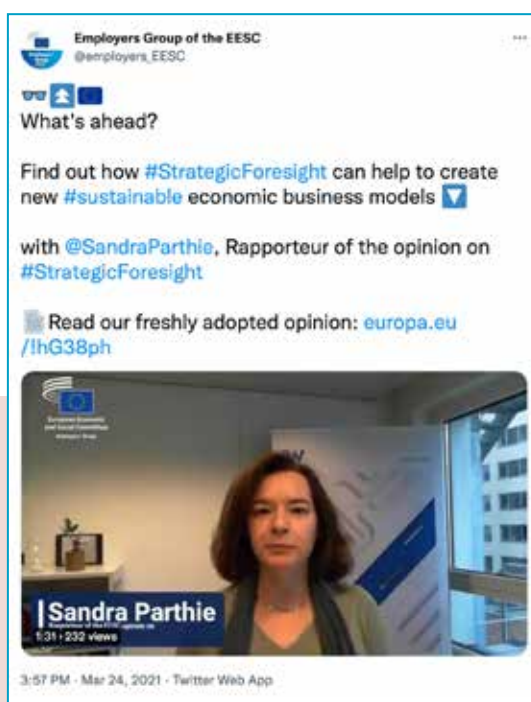 Employers Group of the EESC
@employers_EESC
What's ahead?
Find out how #StrategicForesight can help to create
new #sustainable economic business models
with @SandraParthie, Rapporteur of the opinion on
#StrategicForesight
Read our freshly adopted opinion: europa.eu
/!hG38ph
European Economic
and Social Committee
Sandra Parthie
1:31 · 232 views
3:57 PM · Mar 24, 2021 · Twitter Web App